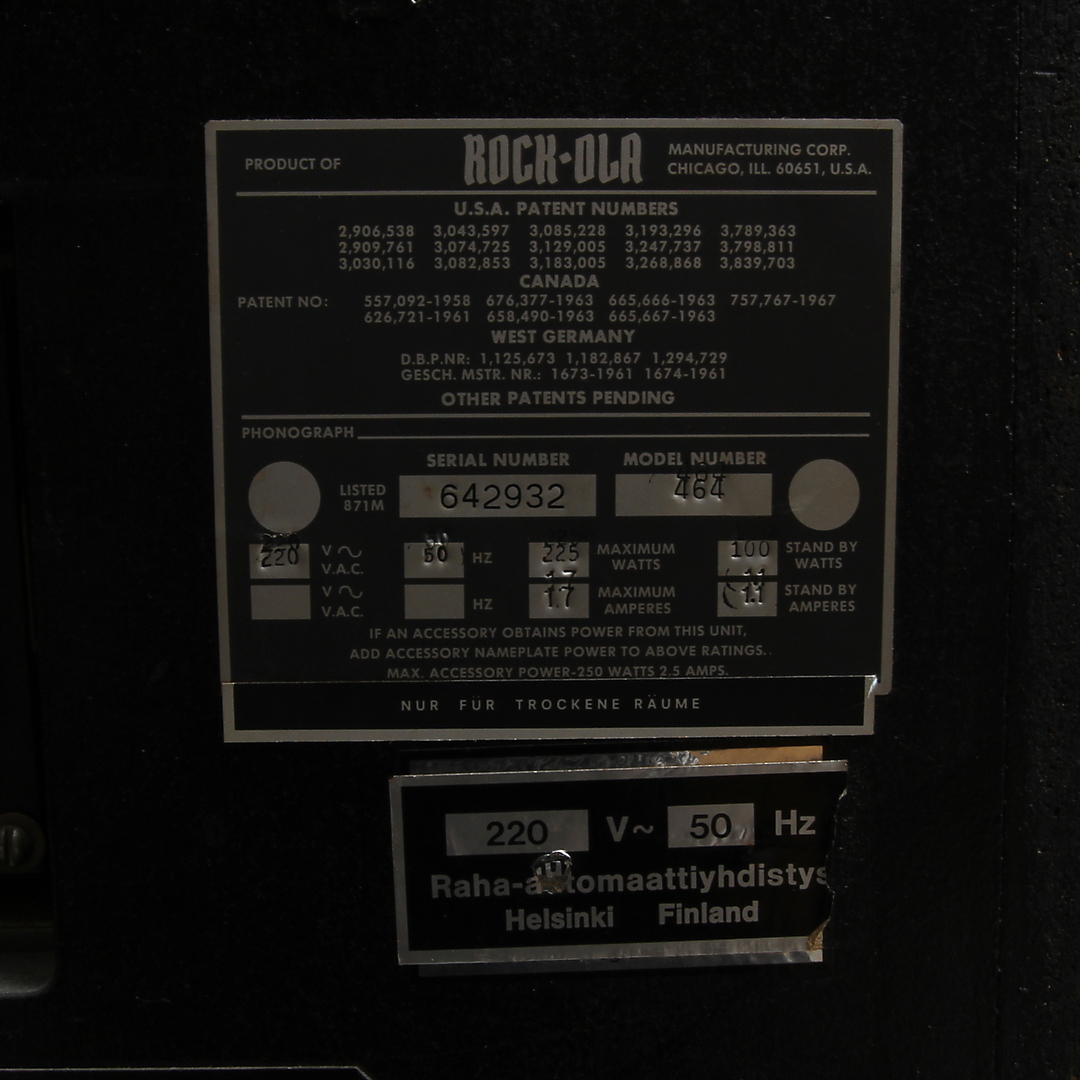 PRODUCT OF ROCK-OLA MANUFACTURING CORP.
CHICAGO, ILL. 60651, U.S.A.
U.S.A. PATENT NUMBERS
2,906,538 3,043,597 3,085,228 3,193,296 3,789,363
2,909,761 3,074,725 3,129,005 3,247,737 3,798,811
3,030,116 3,082,853 3,183,005 3,268,868 3,839,703
CANADA
PATENT NO: 557,092-1958 676,377-1963 665,666-1963 757,767-1967
626,721-1961 658,490-1963 665,667-1963
WEST GERMANY
D.B.P.NR: 1,125,673 1,182,867 1,294,729
GESCH. MSTR. NR.: 1673-1961 1674-1961
OTHER PATENTS PENDING
PHONOGRAPH
SERIAL NUMBER MODEL NUMBER
LISTED 871M 642932 464
220 V~ V.A.C. 50 HZ 225 MAXIMUM WATTS 100 STAND BY WATTS
V~ V.A.C. HZ 1.7 MAXIMUM AMPERES 1.1 STAND BY AMPERES
IF AN ACCESSORY OBTAINS POWER FROM THIS UNIT,
ADD ACCESSORY NAMEPLATE POWER TO ABOVE RATINGS.
MAX. ACCESSORY POWER-250 WATTS 2.5 AMPS.
NUR FÜR TROCKENE RÄUME
220 V~ 50 Hz
Raha-automaattiyhdistys
Helsinki Finland